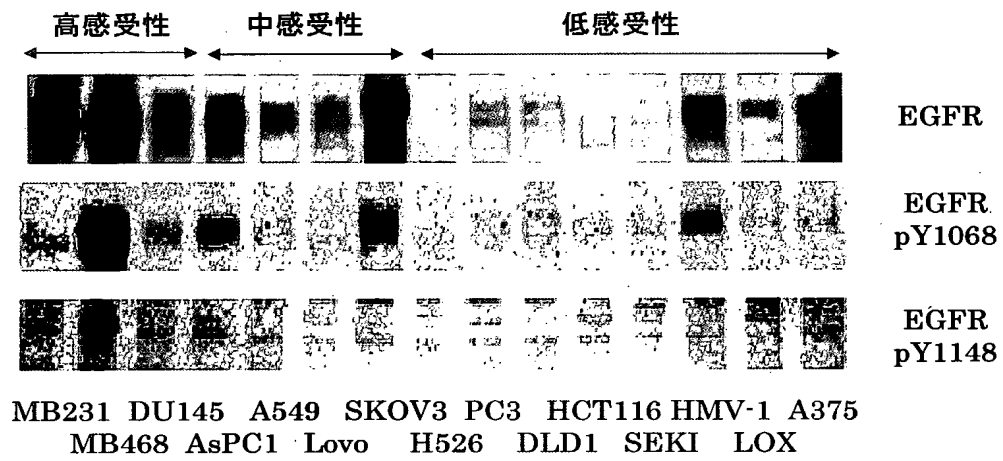 高感受性 中感受性 低感受性
EGFR
EGFR
pY1068
EGFR
pY1148
MB231 DU145 A549 SKOV3 PC3 HCT116 HMV-1 A375
MB468 AsPC1 Lovo H526 DLD1 SEKI LOX